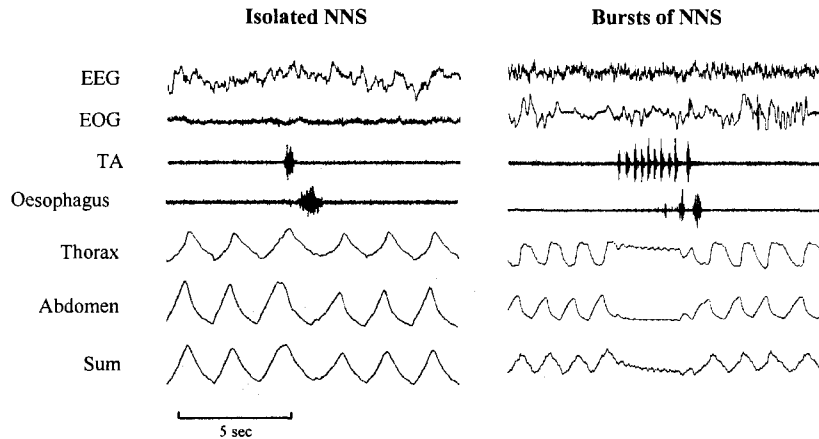 Isolated NNS
Bursts of NNS
EEG
EOG
TA
Oesophagus
Thorax
Abdomen
Sum
5 sec